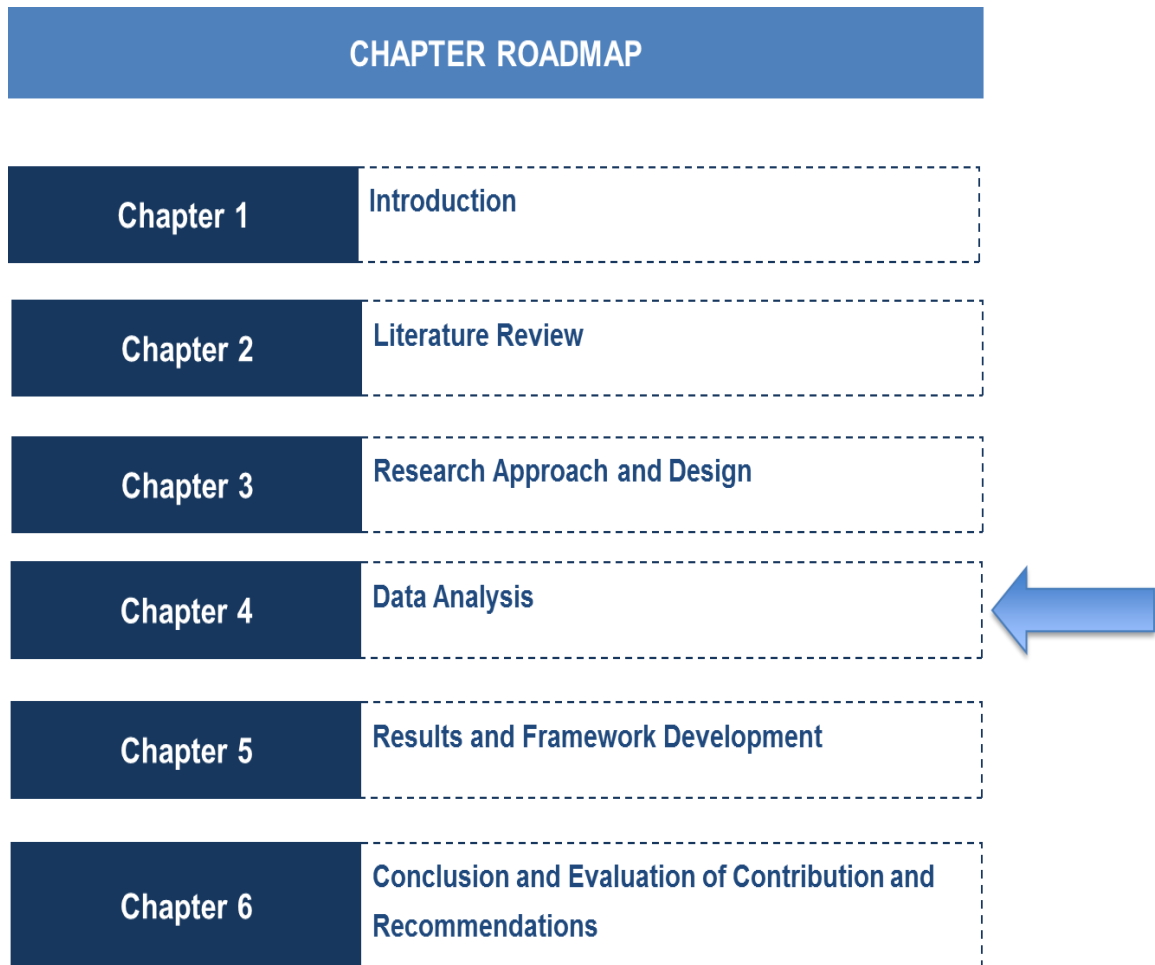 CHAPTER ROADMAP
Chapter 1
Introduction
Chapter 2
Literature Review
Chapter 3
Research Approach and Design
Chapter 4
Data Analysis
Chapter 5
Results and Framework Development
Chapter 6
Conclusion and Evaluation of Contribution and
Recommendations